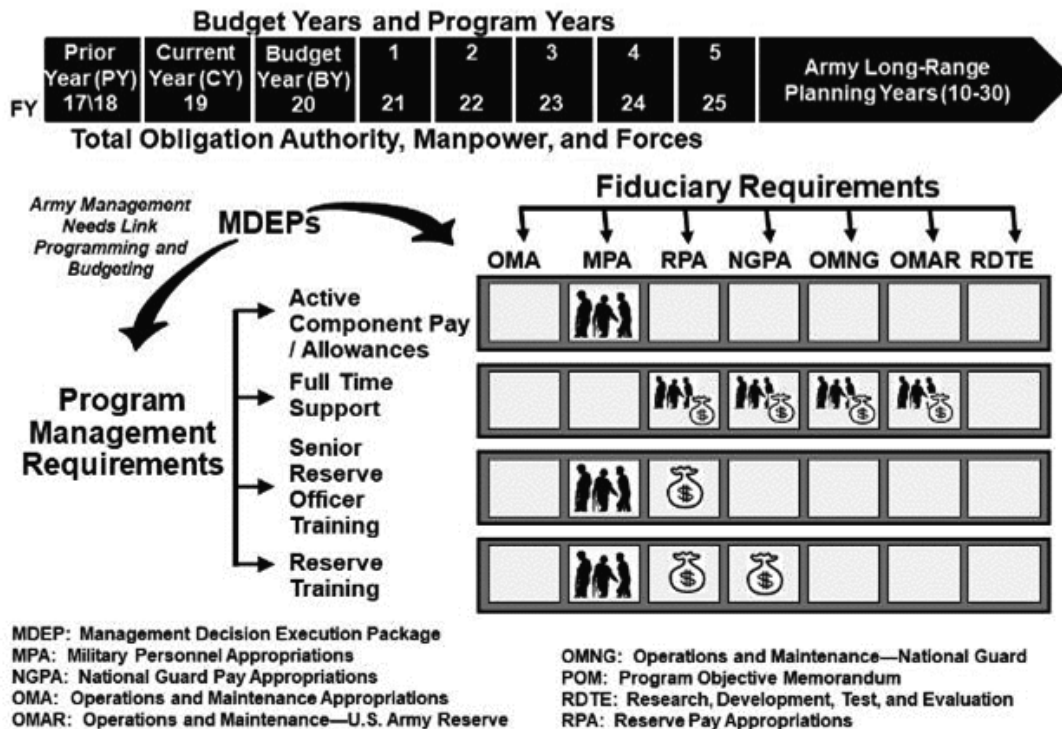 Budget Years and Program Years
Prior Year (PY) 17\18
Current Year (CY) 19
Budget Year (BY) 20
1 21
2 22
3 23
4 24
5 25
Army Long-Range
Planning Years (10-30)
FY
Total Obligation Authority, Manpower, and Forces
Army Management
Needs Link
Programming and
Budgeting
MDEPs
Fiduciary Requirements
OMA MPA RPA NGPA OMNG OMAR RDTE
Program
Management
Requirements
Active
Component Pay
/ Allowances
Full Time
Support
Senior
Reserve
Officer
Training
Reserve
Training
$ $ $ $
$
$ $
MDEP: Management Decision Execution Package
MPA: Military Personnel Appropriations
NGPA: National Guard Pay Appropriations
OMA: Operations and Maintenance Appropriations
OMAR: Operations and Maintenance—U.S. Army Reserve
OMNG: Operations and Maintenance—National Guard
POM: Program Objective Memorandum
RDTE: Research, Development, Test, and Evaluation
RPA: Reserve Pay Appropriations